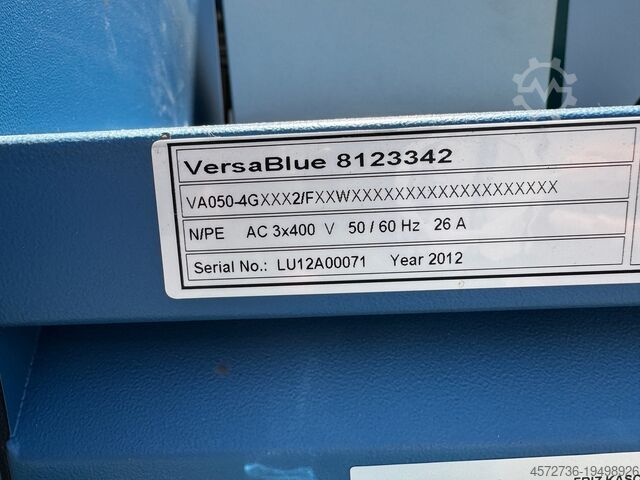 VersaBlue 8123342
VA050-4GXXX2/FXXWXXXXXXXXXXXXXXXXXXX
N/PE AC 3x400 V 50 / 60 Hz 26 A
Serial No.: LU12A00071 Year 2012
4572736-19498926